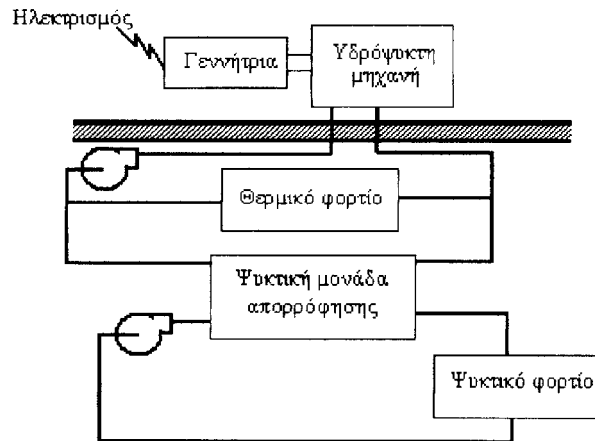 Ηλεκτρισμός
Γεννήτρια
Υδρόψυκτη
μηχανή
Θερμικό φορτίο
Ψυκτική μονάδα
απορρόφησης
Ψυκτικό φορτίο